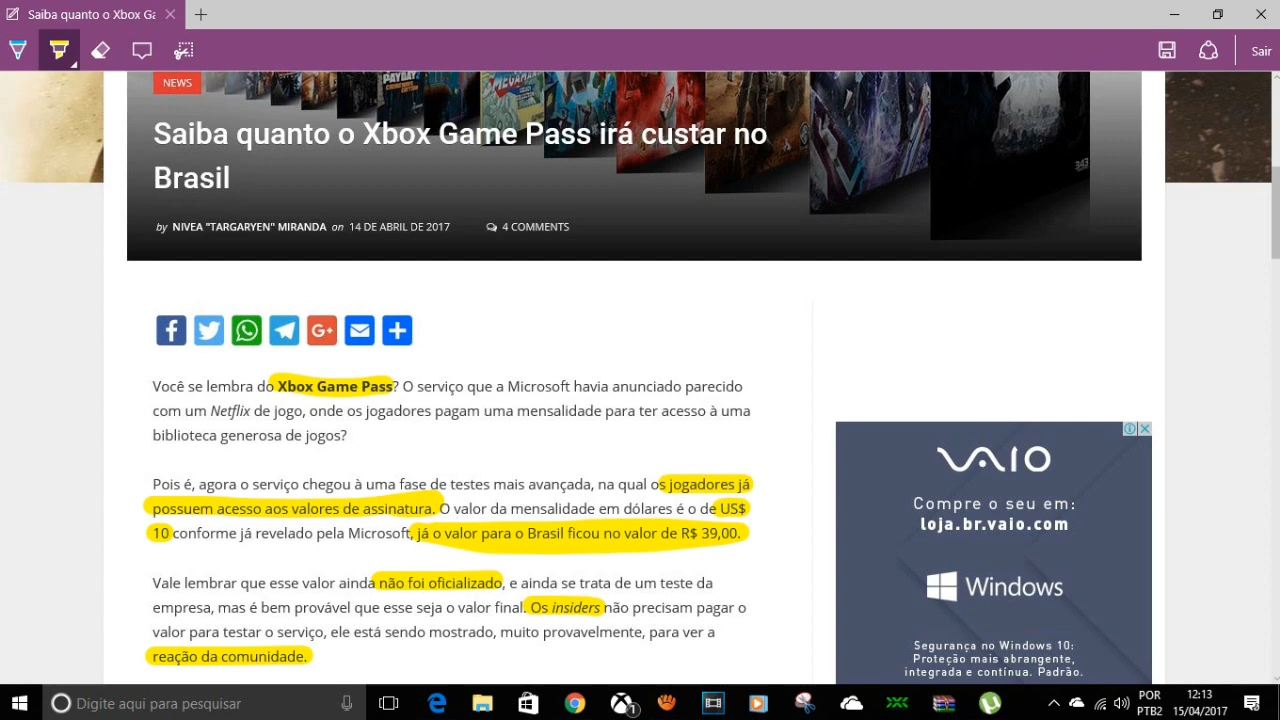 Saiba quanto o Xbox Ga
Sair
PAYDAY
MEGAMAN
343
NEWS
Saiba quanto o Xbox Game Pass irá custar no
Brasil
by NIVEA "TARGARYEN" MIRANDA on 14 DE ABRIL DE 2017 4 COMMENTS
Você se lembra do Xbox Game Pass? O serviço que a Microsoft havia anunciado parecido
com um Netflix de jogo, onde os jogadores pagam uma mensalidade para ter acesso à uma
biblioteca generosa de jogos?
Pois é, agora o serviço chegou à uma fase de testes mais avançada, na qual os jogadores já
possuem acesso aos valores de assinatura. O valor da mensalidade em dólares é o de US$
10 conforme já revelado pela Microsoft, já o valor para o Brasil ficou no valor de R$ 39,00.
Vale lembrar que esse valor ainda não foi oficializado, e ainda se trata de um teste da
empresa, mas é bem provável que esse seja o valor final. Os insiders não precisam pagar o
valor para testar o serviço, ele está sendo mostrado, muito provavelmente, para ver a
reação da comunidade.
VAIO
Compre o seu em:
loja.br.vaio.com
Windows
Segurança no Windows 10:
Proteção mais abrangente,
integrada e contínua. Padrão.
Digite aqui para pesquisar
1
POR
PTB2
12:13
15/04/2017